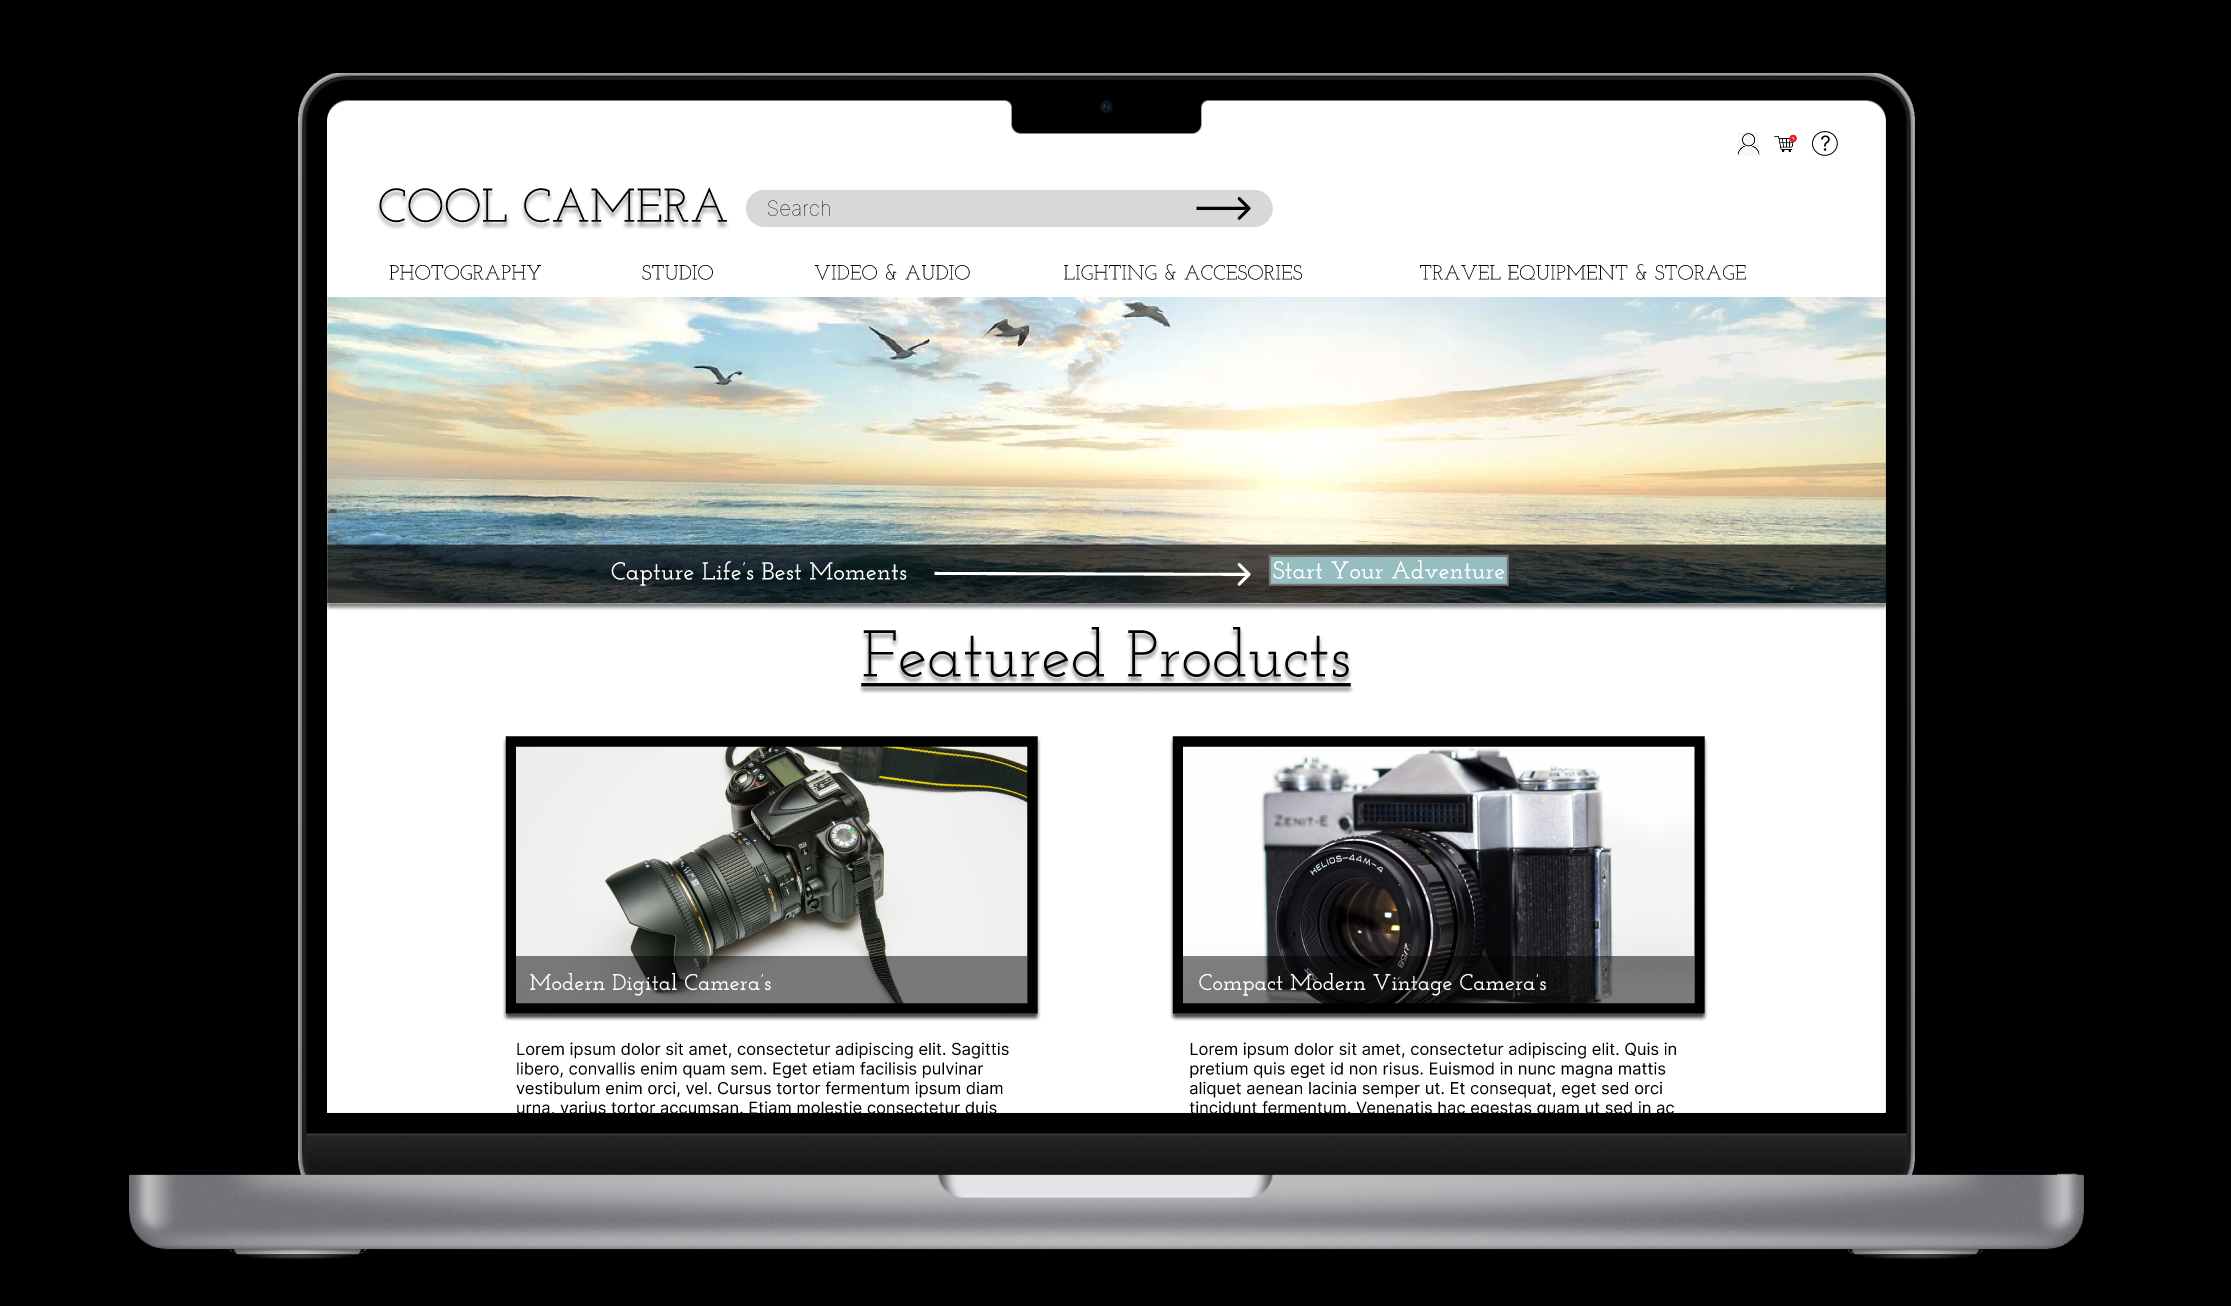 COOL CAMERA
Search
PHOTOGRAPHY
STUDIO
VIDEO & AUDIO
LIGHTING & ACCESORIES
TRAVEL EQUIPMENT & STORAGE
Capture Life's Best Moments
Start Your Adventure
Featured Products
ZENIT-E
HELIOS-44M-4
Modern Digital Camera's
Compact Modern Vintage Camera's
Lorem ipsum dolor sit amet, consectetur adipiscing elit. Sagittis
libero, convallis enim quam sem. Eget etiam facilisis pulvinar
vestibulum enim orci, vel. Cursus tortor fermentum ipsum diam
urna, varius tortor accumsan. Etiam molestie consectetur duis
Lorem ipsum dolor sit amet, consectetur adipiscing elit. Quis in
pretium quis eget id non risus. Euismod in nunc magna mattis
aliquet aenean lacinia semper ut. Et consequat, eget sed orci
tincidunt fermentum. Venenatis hac egestas quam ut sed in ac